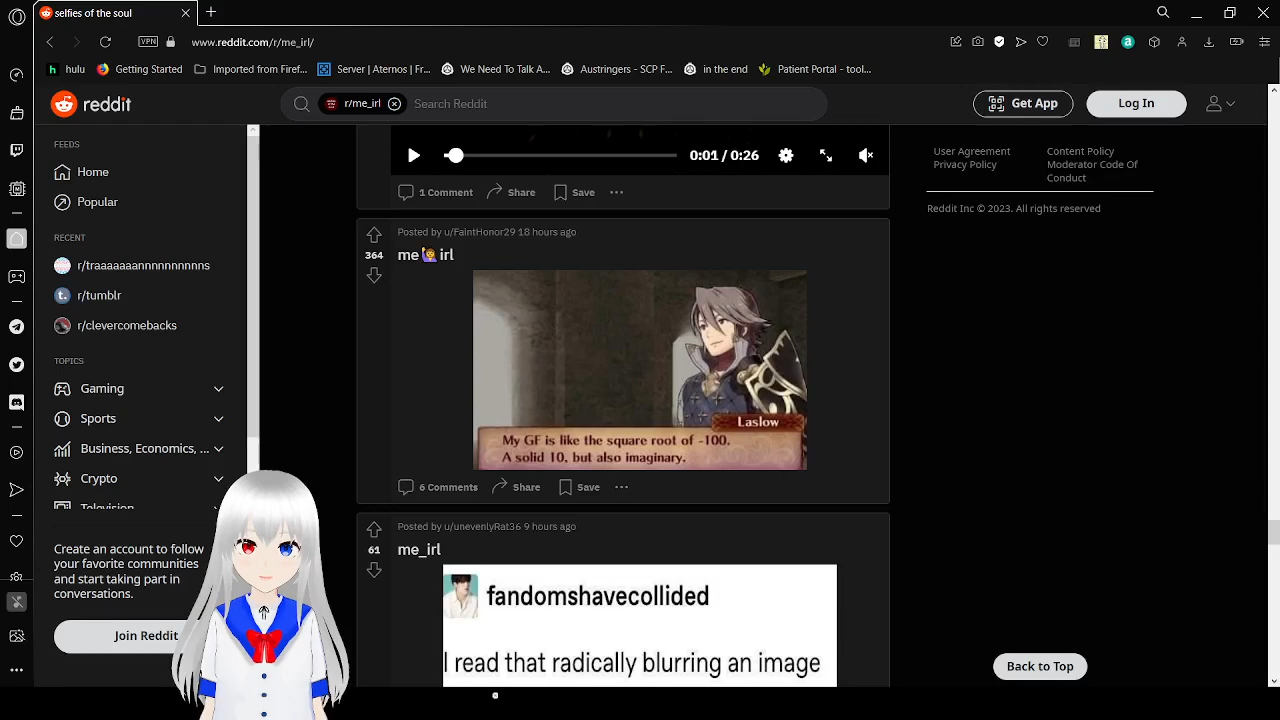 selfies of the soul
VPN
www.reddit.com/r/me_irl/
hulu
Getting Started
Imported from Firef...
Server | Aternos | Fr...
We Need To Talk A...
Austringers - SCP F...
in the end
Patient Portal - tool...
reddit
r/me_irl
Search Reddit
Get App
Log In
FEEDS
Home
Popular
RECENT
r/traaaaaaannnnnnnnns
r/tumblr
r/clevercomebacks
TOPICS
Gaming
Sports
Business, Economics, ...
Crypto
Television
Create an account to follow
your favorite communities
and start taking part in
conversations.
Join Reddit
0:01 / 0:26
1 Comment
Share
Save
Posted by u/FaintHonor29 18 hours ago
364
me🙋irl
Laslow
My GF is like the square root of -100.
A solid 10, but also imaginary.
6 Comments
Share
Save
Posted by u/unevenlyRat36 9 hours ago
61
me_irl
fandomshavecollided
I read that radically blurring an image
User Agreement
Privacy Policy
Content Policy
Moderator Code Of
Conduct
Reddit Inc © 2023. All rights reserved
Back to Top